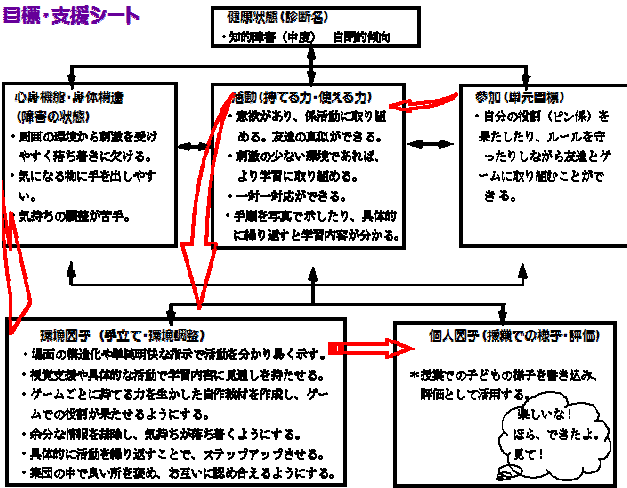 目標・支援シート
健康状態(診断名)
・知的障害(中度) 自閉的傾向
心身機能・身体構造
(障害の状態)
・周囲の環境から刺激を受け
やすく落ち着きに欠ける。
・気になる物に手を出しやす
い。
・気持ちの調整が苦手。
活動(持てる力・使える力)
・意欲があり、係活動に取り組
める。友達の真似ができる。
・刺激の少ない環境であれば、
より学習に取り組める。
・一対一対応ができる。
・手順を写真で示したり、具体的
に繰り返すと学習内容が分かる。
参加(単元目標)
・自分の役割(ピン係)を
果たしたり、ルールを守
ったりしながら友達とゲ
ームに取り組むことがで
きる。
環境因子(手立て・環境調整)
・場面の構造化や単純明快な指示で活動を分かり易く示す。
・視覚支援や具体的な活動で学習内容に見通しを持たせる。
・ゲームごとに持てる力を生かした自作教材を作成し、ゲー
ムでの役割が果たせるようにする。
・余分な情報を排除し、気持ちが落ち着くようにする。
・具体的に活動を繰り返すことで、ステップアップさせる。
・集団の中で良い所を褒め、お互いに認め合えるようにする。
個人因子(授業での様子・評価)
*授業での子どもの様子を書き込み、
評価として活用する。
楽しいな!
ほら、できたよ。
見て!